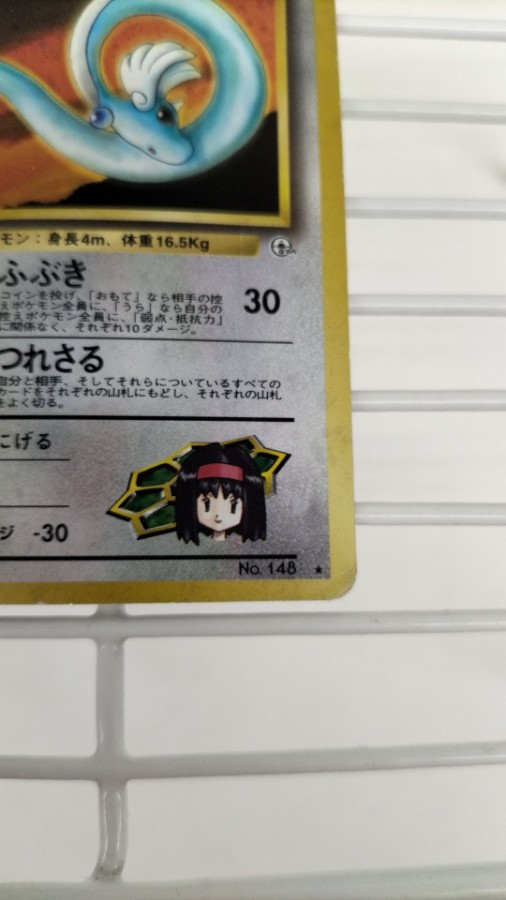 モン：身長4m、体重16.5Kg
ふぶき
30
コインを投げ、「おもて」なら相手の控
えポケモン全員に、「うら」なら自分の
控えポケモン全員に、「弱点・抵抗力」
に関係なく、それぞれ10ダメージ。
つれさる
自分と相手、そしてそれらについているすべての
カードをそれぞれの山札にもどし、それぞれの山札
をよく切る。
にげる
ジ -30
No. 148 ★